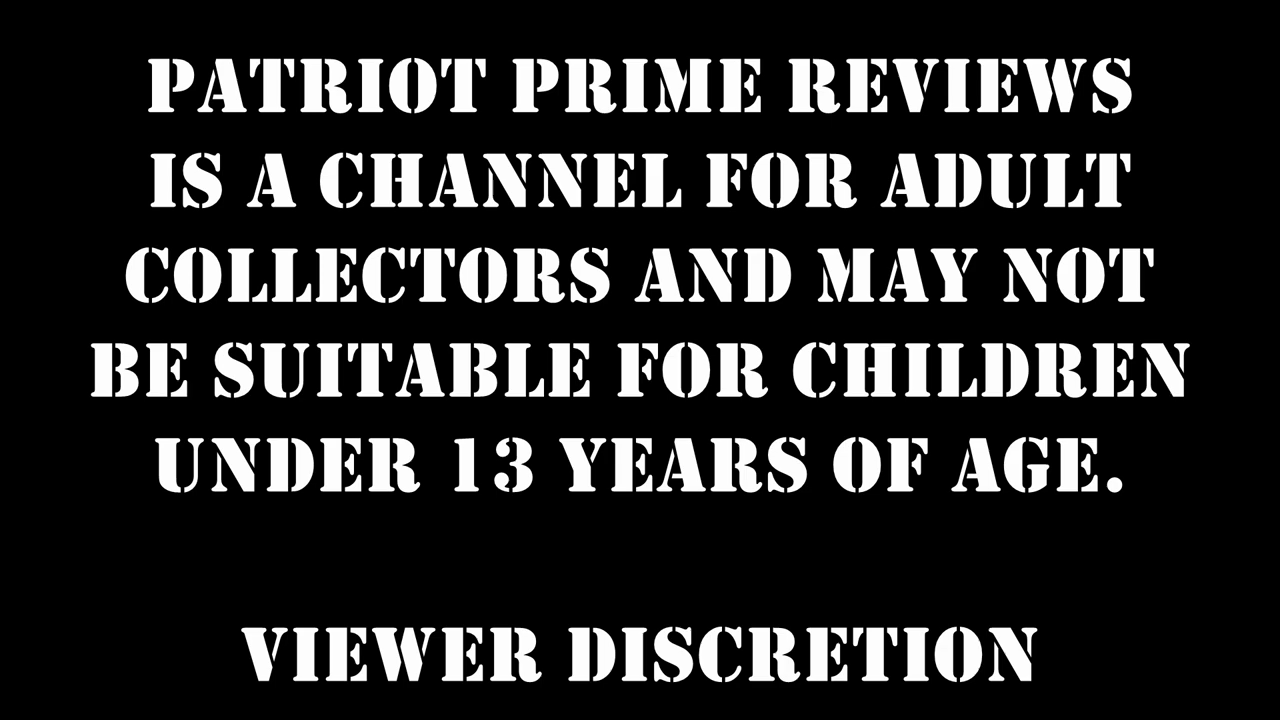 PATRIOT PRIME REVIEWS
IS A CHANNEL FOR ADULT
COLLECTORS AND MAY NOT
BE SUITABLE FOR CHILDREN
UNDER 13 YEARS OF AGE.
VIEWER DISCRETION